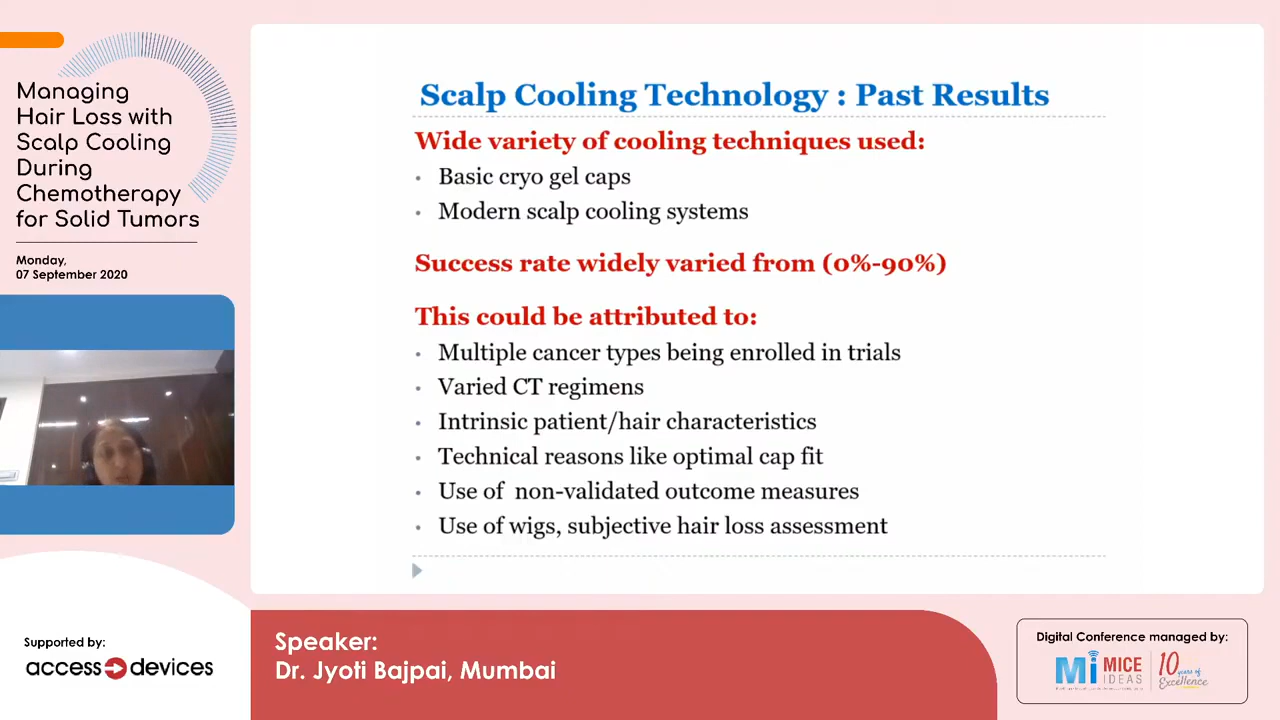 Managing
Hair Loss with
Scalp Cooling
During
Chemotherapy
for Solid Tumors
Monday,
07 September 2020
Scalp Cooling Technology : Past Results
Wide variety of cooling techniques used:
• Basic cryo gel caps
• Modern scalp cooling systems
Success rate widely varied from (0%-90%)
This could be attributed to:
• Multiple cancer types being enrolled in trials
• Varied CT regimens
• Intrinsic patient/hair characteristics
• Technical reasons like optimal cap fit
• Use of non-validated outcome measures
• Use of wigs, subjective hair loss assessment
Supported by:
access devices
Speaker:
Dr. Jyoti Bajpai, Mumbai
Digital Conference managed by:
Mi MICE
IDEAS
10 years of
Excellence